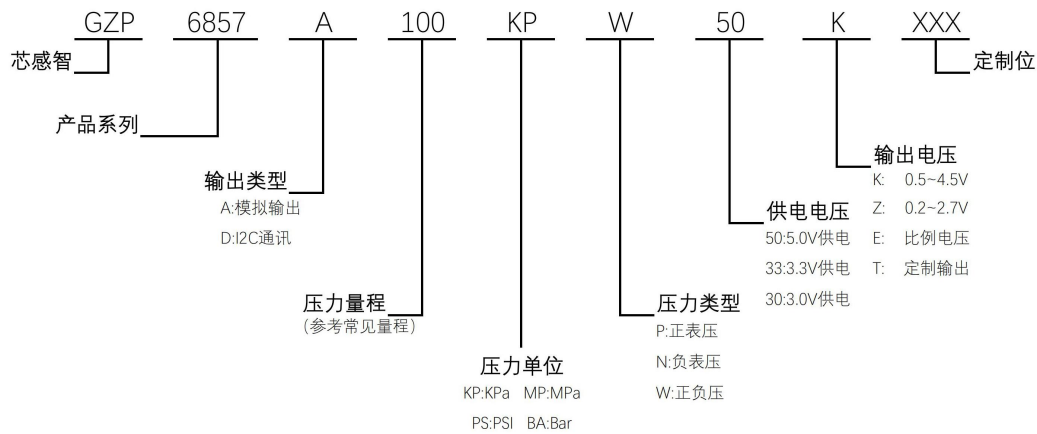 GZP 6857 A 100 KP W 50 K XXX
芯感智
定制位
产品系列
输出类型
A:模拟输出
D:I2C通讯
压力量程
(参考常见量程)
压力单位
KP:KPa MP:MPa
PS:PSI BA:Bar
压力类型
P:正表压
N:负表压
W:正负压
供电电压
50:5.0V供电
33:3.3V供电
30:3.0V供电
输出电压
K: 0.5~4.5V
Z: 0.2~2.7V
E: 比例电压
T: 定制输出